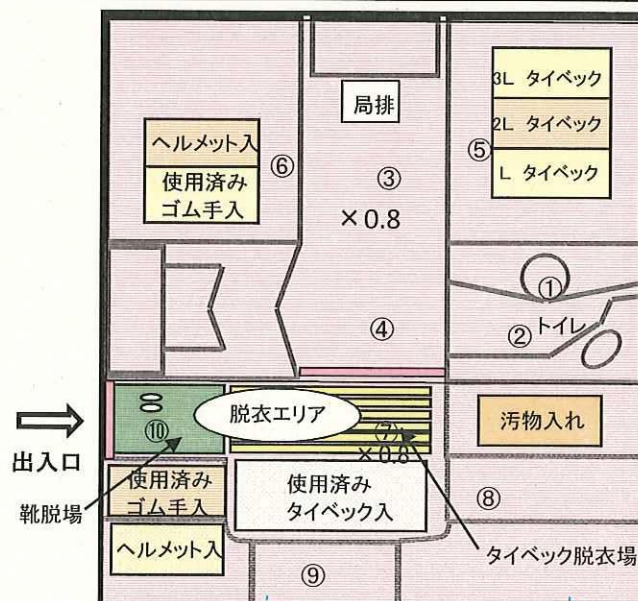 局排
3L タイベック
2L タイベック
L タイベック
⑤
ヘルメット入
使用済み
ゴム手入
⑥
③
×0.8
①
②
トイレ
④
出入口
⑩
脱衣エリア
⑦
×0.8
汚物入れ
靴脱場
使用済み
ゴム手入
使用済み
タイベック入
⑧
ヘルメット入
タイベック脱衣場
⑨